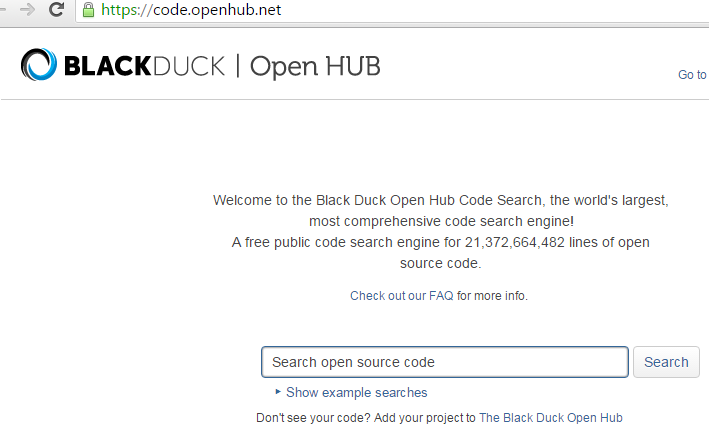 https://code.openhub.net
BLACKDUCK | Open HUB
Go to
Welcome to the Black Duck Open Hub Code Search, the world's largest,
most comprehensive code search engine!
A free public code search engine for 21,372,664,482 lines of open
source code.
Check out our FAQ for more info.
Search open source code
Search
Show example searches
Don't see your code? Add your project to The Black Duck Open Hub